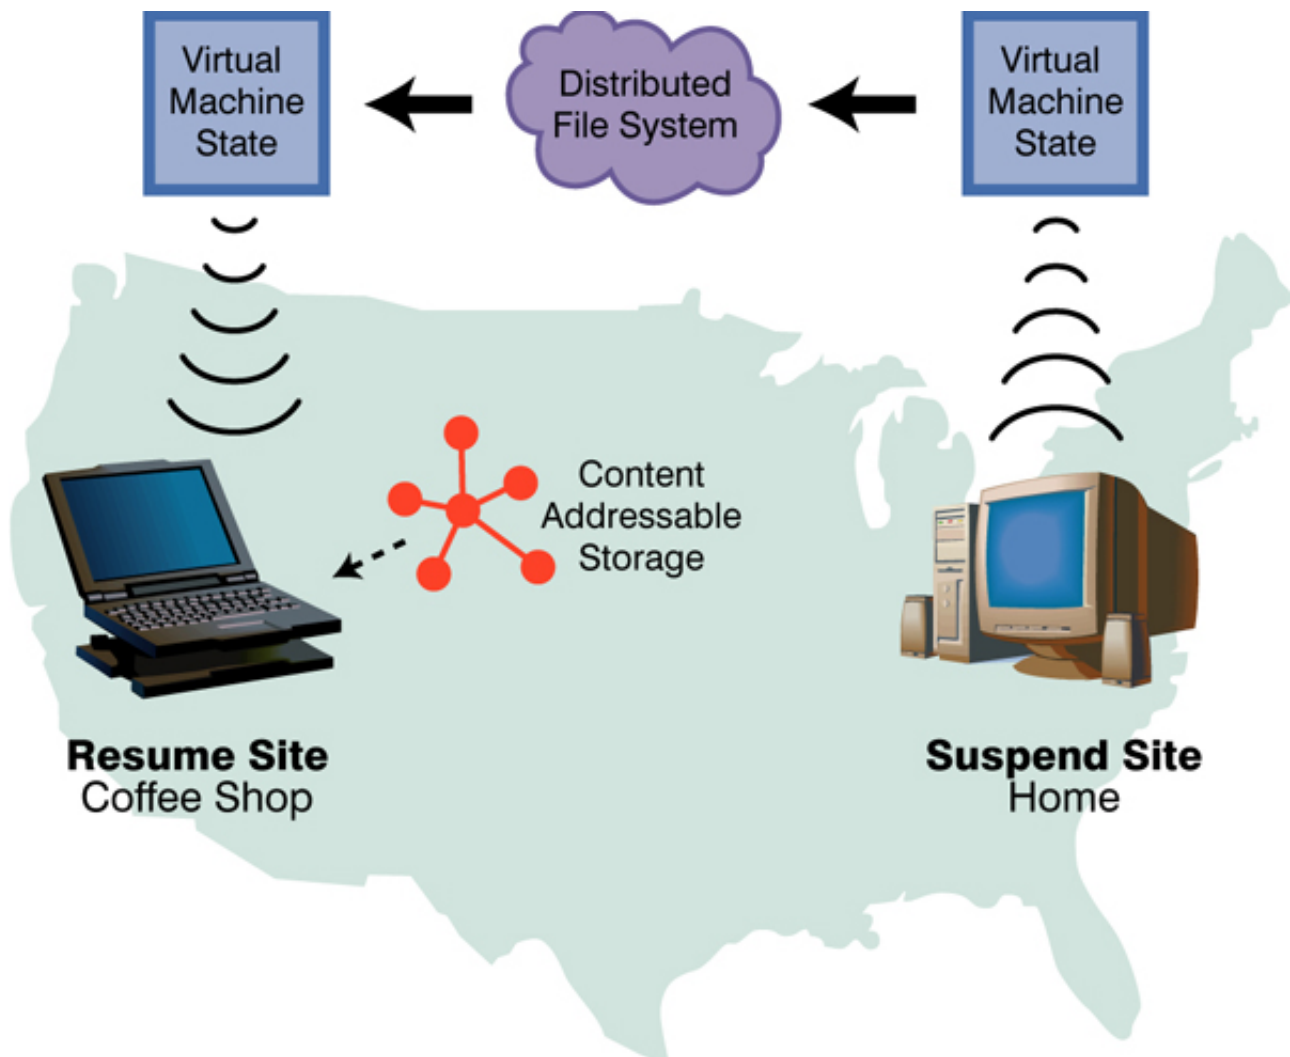 Virtual
Machine
State
Distributed
File System
Virtual
Machine
State
Content
Addressable
Storage
Resume Site
Coffee Shop
Suspend Site
Home